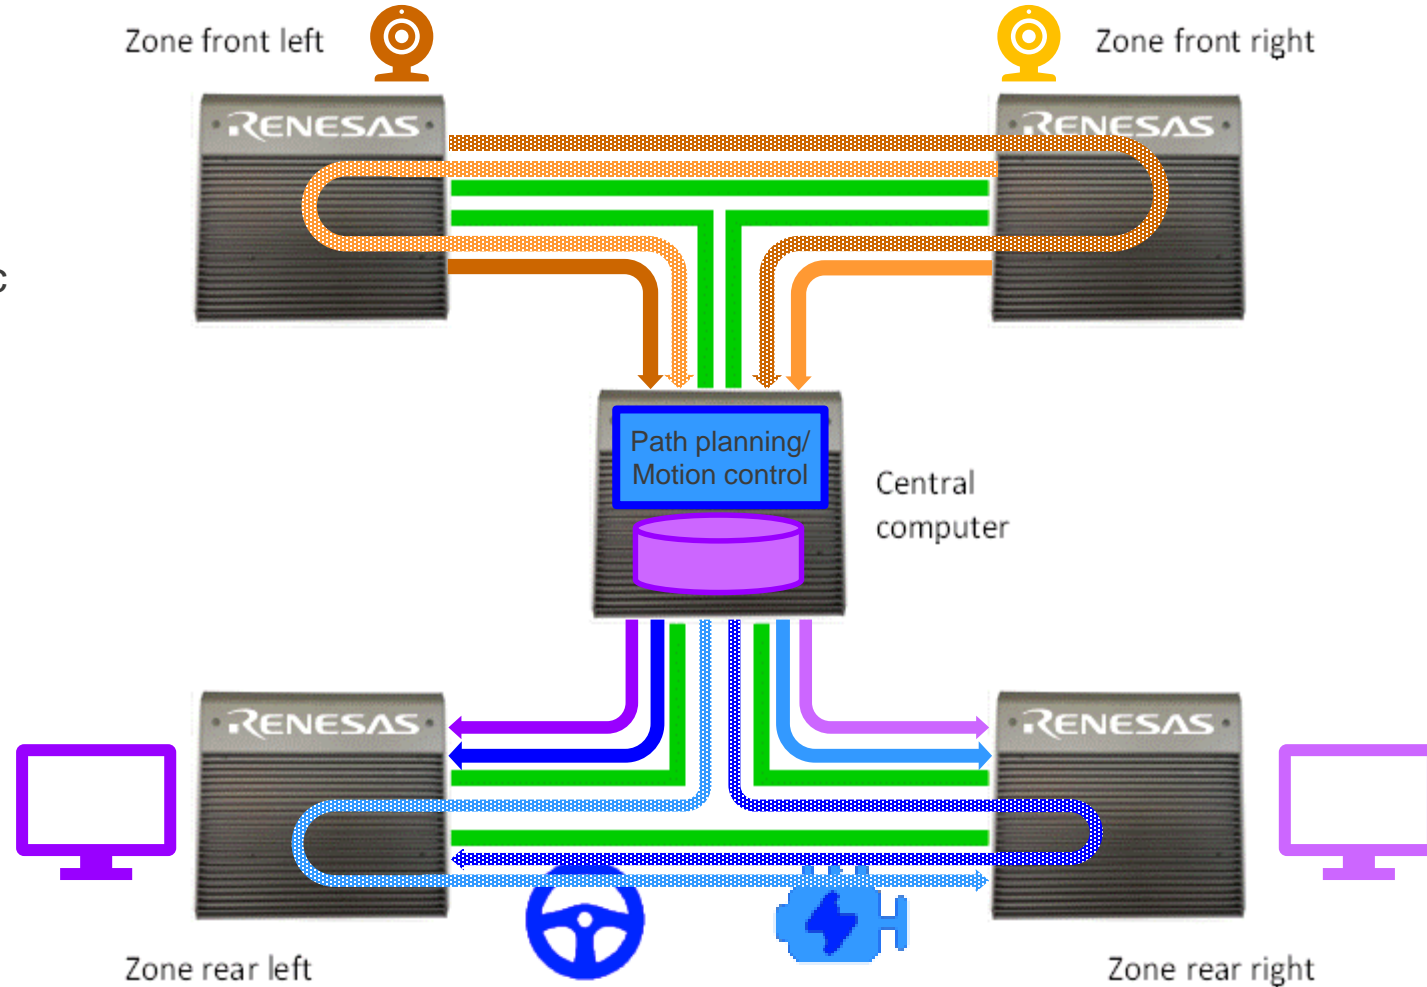 Zone front left
Zone front right
RENESAS
RENESAS
c
Path planning/
Motion control
Central
computer
RENESAS
RENESAS
Zone rear left
Zone rear right